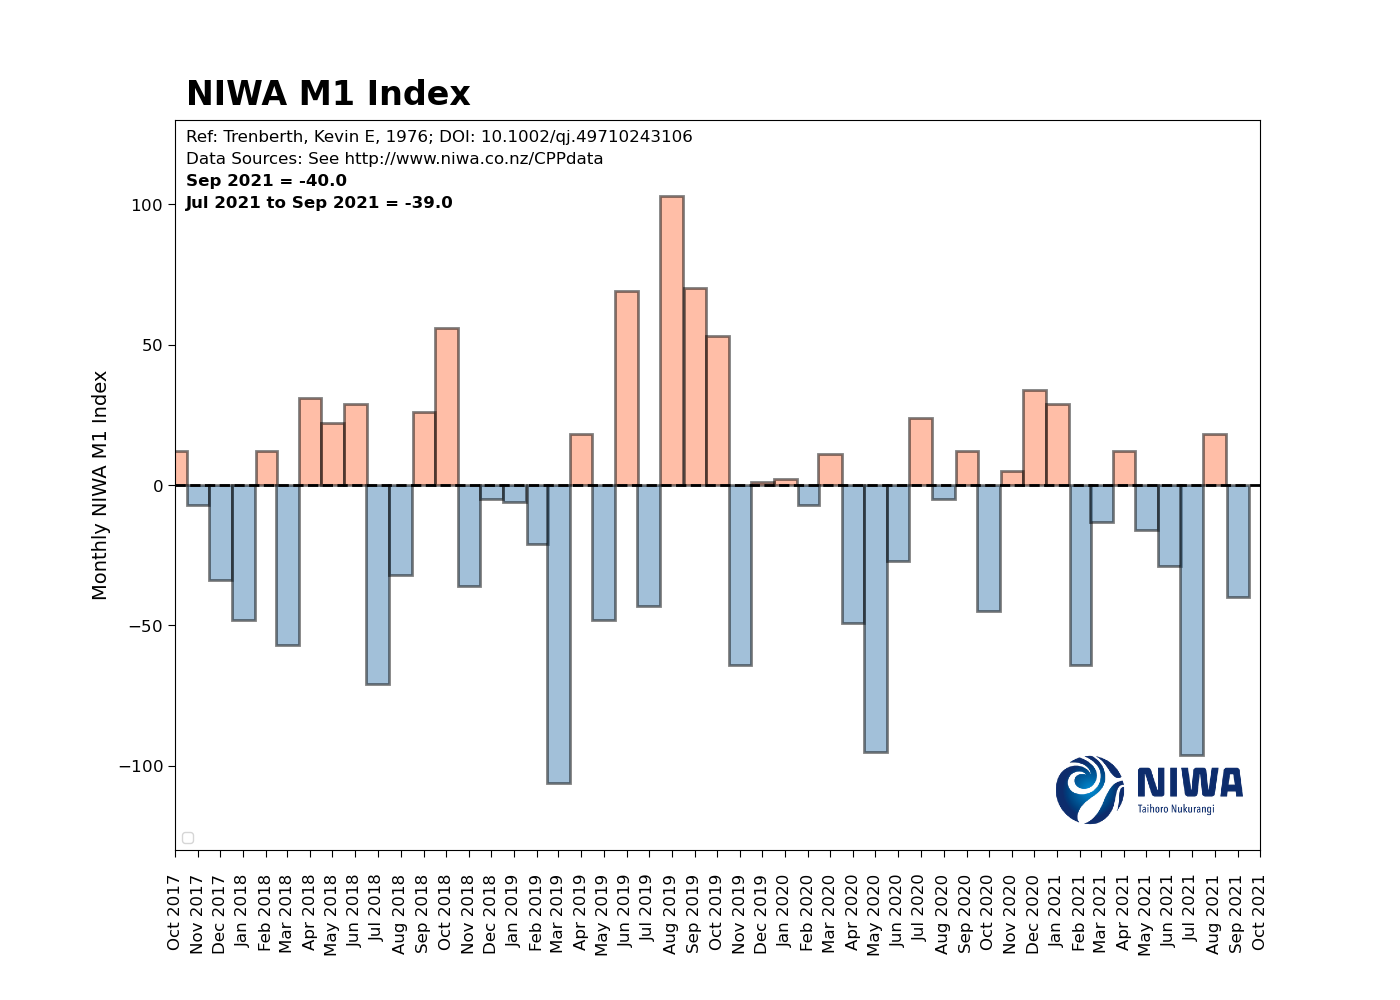 NIWA M1 Index
Ref: Trenberth, Kevin E, 1976; DOI: 10.1002/qj.49710243106
Data Sources: See http://www.niwa.co.nz/CPPdata
Sep 2021 = -40.0
Jul 2021 to Sep 2021 = -39.0
Monthly NIWA M1 Index
100
50
0
−50
−100
NIWA
Taihoro Nukurangi
Oct 2017
Nov 2017
Dec 2017
Jan 2018
Feb 2018
Mar 2018
Apr 2018
May 2018
Jun 2018
Jul 2018
Aug 2018
Sep 2018
Oct 2018
Nov 2018
Dec 2018
Jan 2019
Feb 2019
Mar 2019
Apr 2019
May 2019
Jun 2019
Jul 2019
Aug 2019
Sep 2019
Oct 2019
Nov 2019
Dec 2019
Jan 2020
Feb 2020
Mar 2020
Apr 2020
May 2020
Jun 2020
Jul 2020
Aug 2020
Sep 2020
Oct 2020
Nov 2020
Dec 2020
Jan 2021
Feb 2021
Mar 2021
Apr 2021
May 2021
Jun 2021
Jul 2021
Aug 2021
Sep 2021
Oct 2021